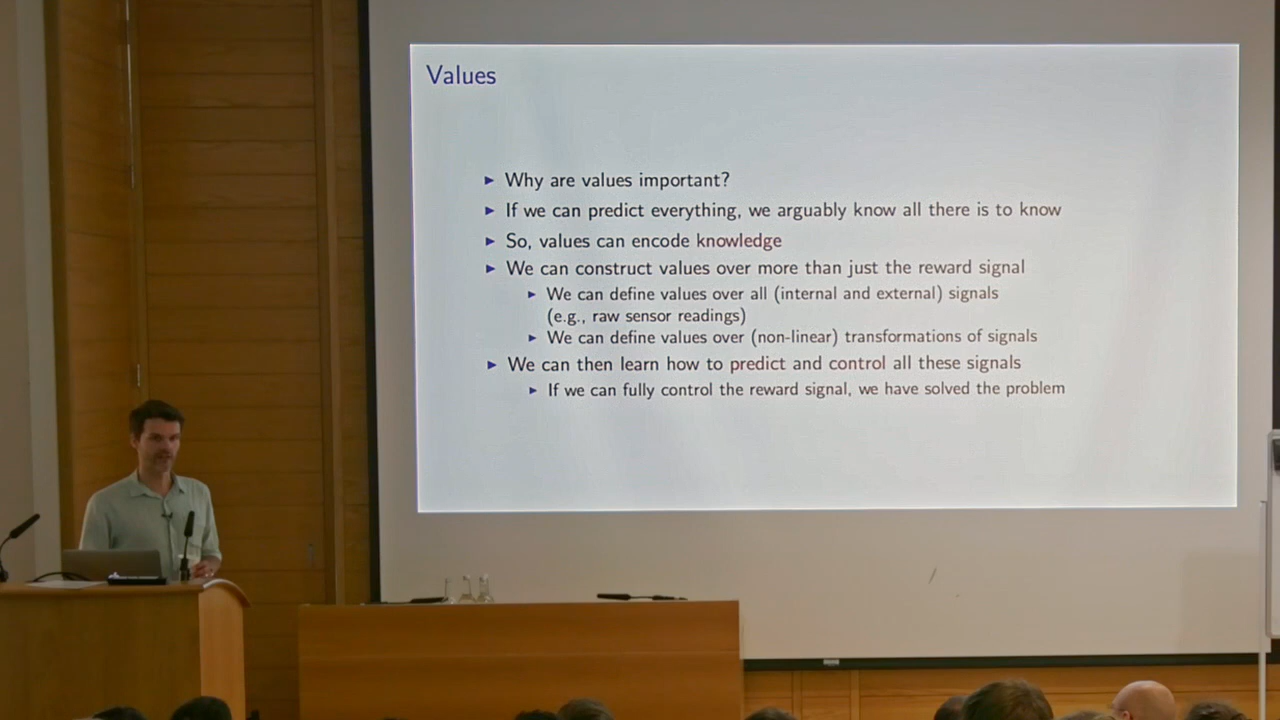 Values
▶ Why are values important?
▶ If we can predict everything, we arguably know all there is to know
▶ So, values can encode knowledge
▶ We can construct values over more than just the reward signal
▶ We can define values over all (internal and external) signals
(e.g., raw sensor readings)
▶ We can define values over (non-linear) transformations of signals
▶ We can then learn how to predict and control all these signals
▶ If we can fully control the reward signal, we have solved the problem